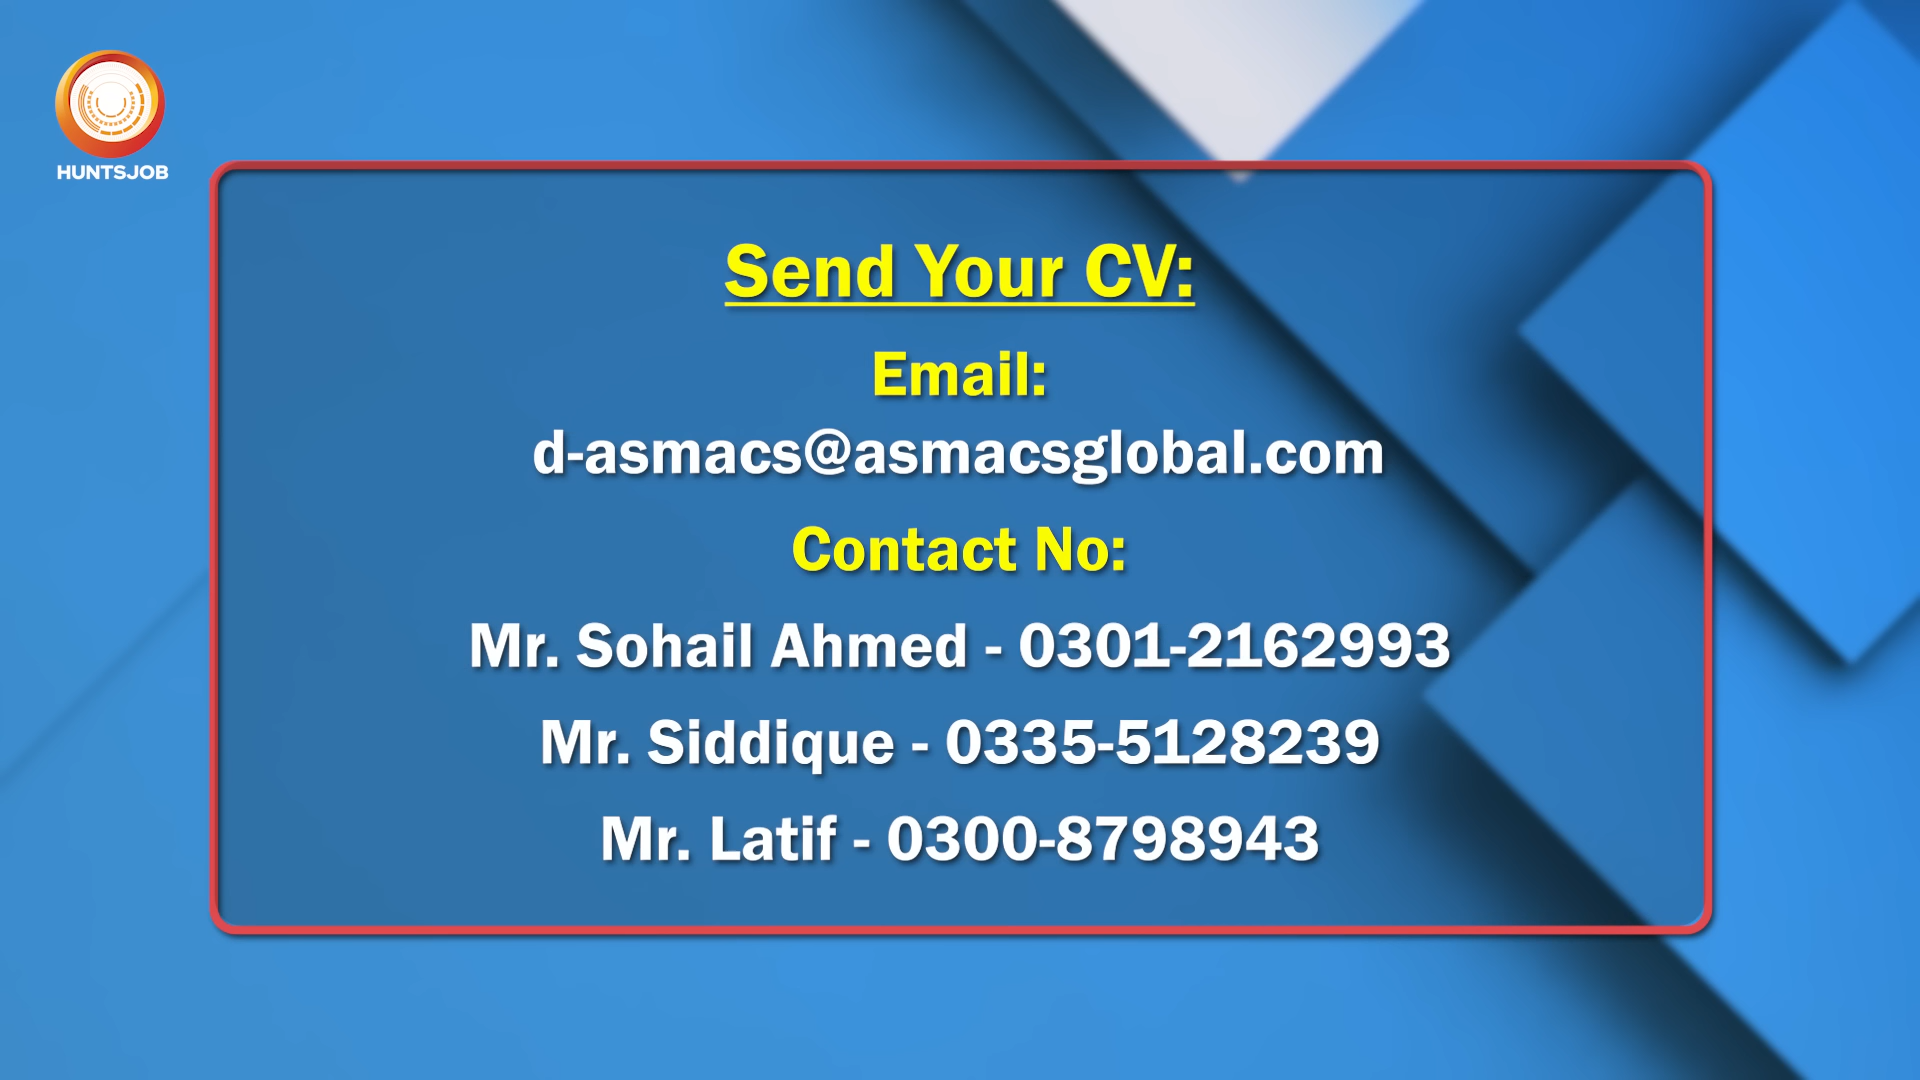 HUNTSJOB
Send Your CV:
Email:
d-asmacs@asmacsglobal.com
Contact No:
Mr. Sohail Ahmed - 0301-2162993
Mr. Siddique - 0335-5128239
Mr. Latif - 0300-8798943